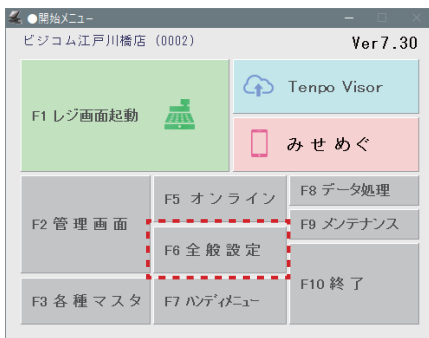 ●開始メニュー
ビジコム江戸川橋店 (0002)
Ver7.30
F1 レジ画面起動
Tenpo Visor
みせめぐ
F2 管理画面
F5 オンライン
F8 データ処理
F9 メンテナンス
F6 全般設定
F3 各種マスタ
F7 ハンディメニュー
F10 終了